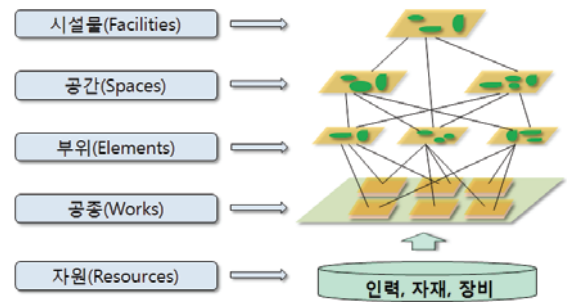 시설물(Facilities)
공간(Spaces)
부위(Elements)
공종(Works)
자원(Resources)
인력, 자재, 장비